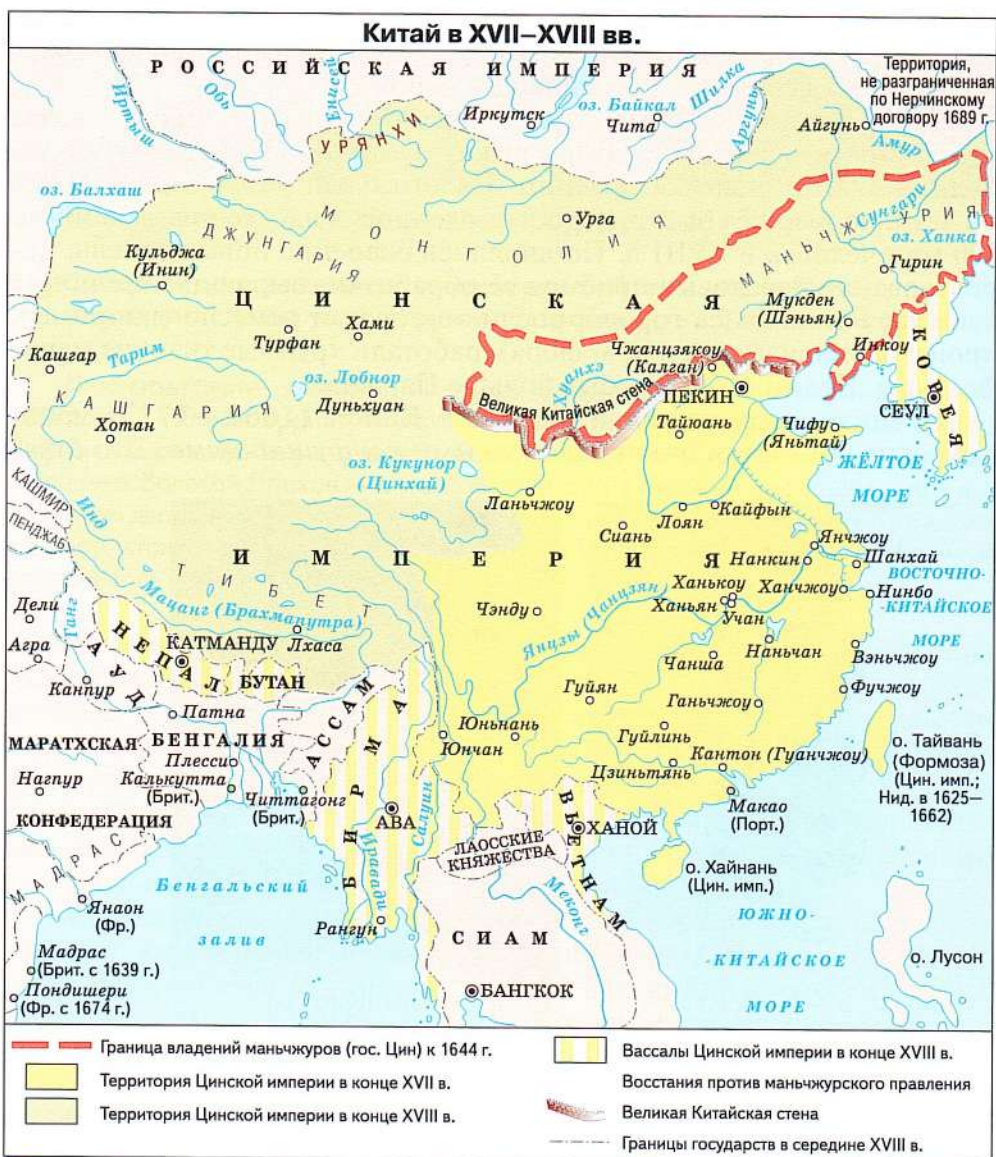 Китай в XVII–XVIII вв.
РОССИЙСКАЯ ИМПЕРИЯ
Территория,
не разграниченная
по Нерчинскому
договору 1689 г.
Иртыш
Обь
Енисей
УРЯНХИ
Иркутск
оз. Байкал
Чита
Шилка
Аргунь
Айгунь
Амур
оз. Балхаш
Сунгари
оз. Ханка
Урга
МОНГОЛИЯ
ДЖУНГАРИЯ
МАНЬЧЖУРИЯ
Кульджа
(Инин)
Гирин
ЦИНСКАЯ
Мукден
(Шэньян)
Турфан
Хами
Кашгар
Тарим
оз. Лобнор
Дуньхуан
Чжанцзякоу
(Калган)
Инкоу
КОРЕЯ
Хуанхэ
Великая Китайская стена
ПЕКИН
СЕУЛ
КАШГАРИЯ
Хотан
Тайюань
Чифу
(Яньтай)
оз. Кукунор
(Цинхай)
ЖЁЛТОЕ
МОРЕ
КАШМИР
Инд
ПЕНДЖАБ
Ланьчжоу
Лоян
Кайфын
Сиань
Янчжоу
ИМПЕРИЯ
Нанкин
Шанхай
ТИБЕТ
Ханькоу
Ханчжоу
ВОСТОЧНО-
Нинбо
-КИТАЙСКОЕ
МОРЕ
Дели
Ганг
Мацанг (Брахмапутра)
Чэнду
Янцзы (Чанцзян)
Ханьян
Учан
Агра
НЕПАЛ
КАТМАНДУ
Лхаса
Наньчан
Вэньчжоу
Чанша
АУД
БУТАН
Канпур
Гуйян
Ганьчжоу
Фучжоу
Патна
АССАМ
Юньнань
Гуйлинь
МАРАТХСКАЯ
БЕНГАЛИЯ
Юнчан
Плесси
Кантон (Гуанчжоу)
о. Тайвань
(Формоза)
(Цин. имп.;
Нид. в 1625–
1662)
Нагпур
Калькутта
(Брит.)
Читтагонг
(Брит.)
Цзиньтянь
БИРМА
Салуин
АВА
Макао
(Порт.)
КОНФЕДЕРАЦИЯ
ВЬЕТНАМ
ХАНОЙ
ЛАОССКИЕ
КНЯЖЕСТВА
о. Хайнань
(Цин. имп.)
МАДРАС
Иравади
Меконг
Бенгальский
залив
Янаон
(Фр.)
Рангун
ЮЖНО-
-КИТАЙСКОЕ
МОРЕ
СИАМ
о. Лусон
Мадрас
(Брит. с 1639 г.)
Пондишери
(Фр. с 1674 г.)
БАНГКОК
Граница владений маньчжуров (гос. Цин) к 1644 г.
Территория Цинской империи в конце XVII в.
Территория Цинской империи в конце XVIII в.
Вассалы Цинской империи в конце XVIII в.
Восстания против маньчжурского правления
Великая Китайская стена
Границы государств в середине XVIII в.